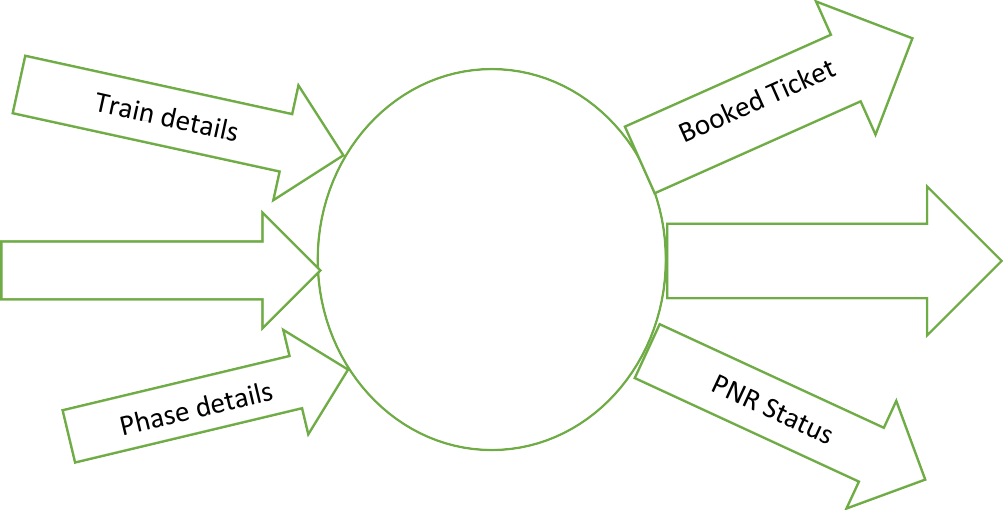 Train details
Phase details
Booked Ticket
PNR Status